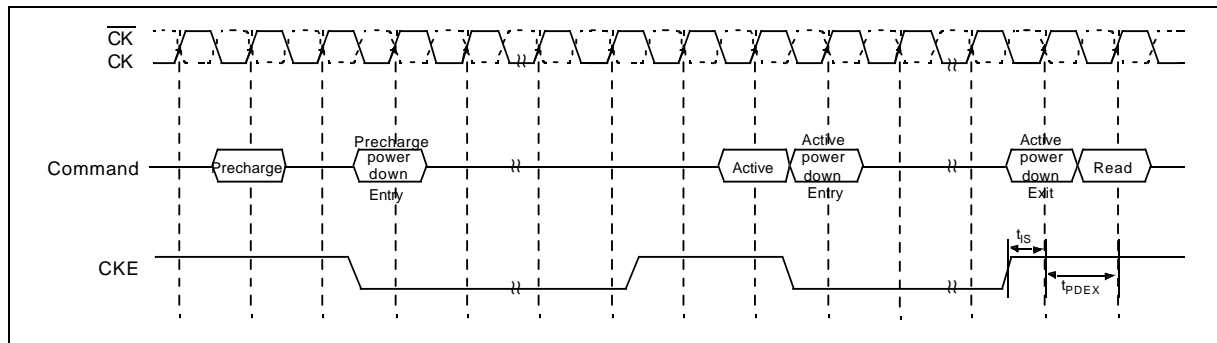 CK
CK
Command
Precharge
Precharge
power
down
Entry
Active
Active
power
down
Entry
Active
power
down
Exit
Read
CKE
tIS
tPDEX